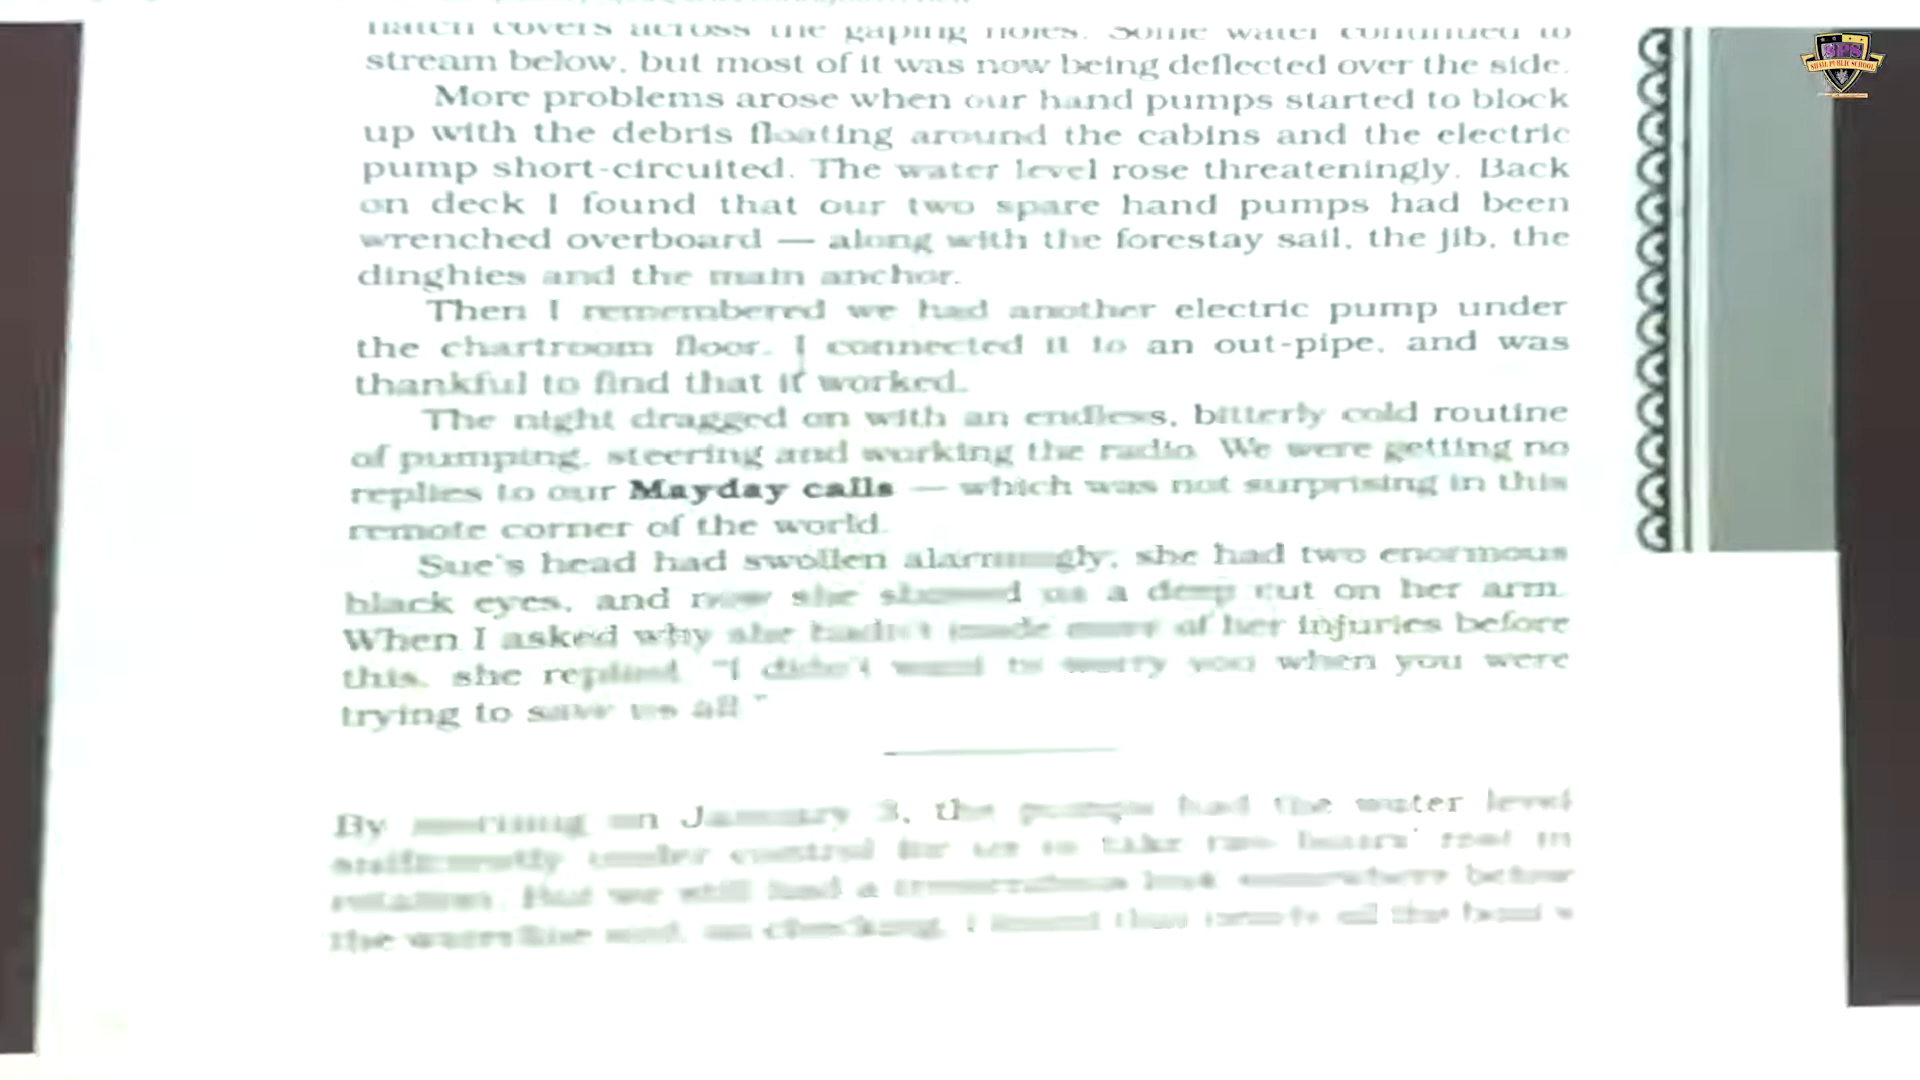 hatch covers across the gaping holes. Some water continued to
stream below, but most of it was now being deflected over the side.
More problems arose when our hand pumps started to block
up with the debris floating around the cabins and the electric
pump short-circuited. The water level rose threateningly. Back
on deck I found that our two spare hand pumps had been
wrenched overboard — along with the forestay sail, the jib, the
dinghies and the main anchor.
Then I remembered we had another electric pump under
the chartroom floor. I connected it to an out-pipe, and was
thankful to find that it worked.
The night dragged on with an endless, bitterly cold routine
of pumping, steering and working the radio. We were getting no
replies to our Mayday calls — which was not surprising in this
remote corner of the world.
Sue's head had swollen alarmingly, she had two enormous
black eyes, and now she showed us a deep cut on her arm.
When I asked why she hadn't made more of her injuries before
this, she replied, "I didn't want to worry you when you were
trying to save us all."
By morning on January 3, the pumps had the water level
under control for us to take two hours' rest in
rotation. But we still had a leak somewhere below
the waterline and, on checking, I found that
SPS
SHAIL PUBLIC SCHOOL